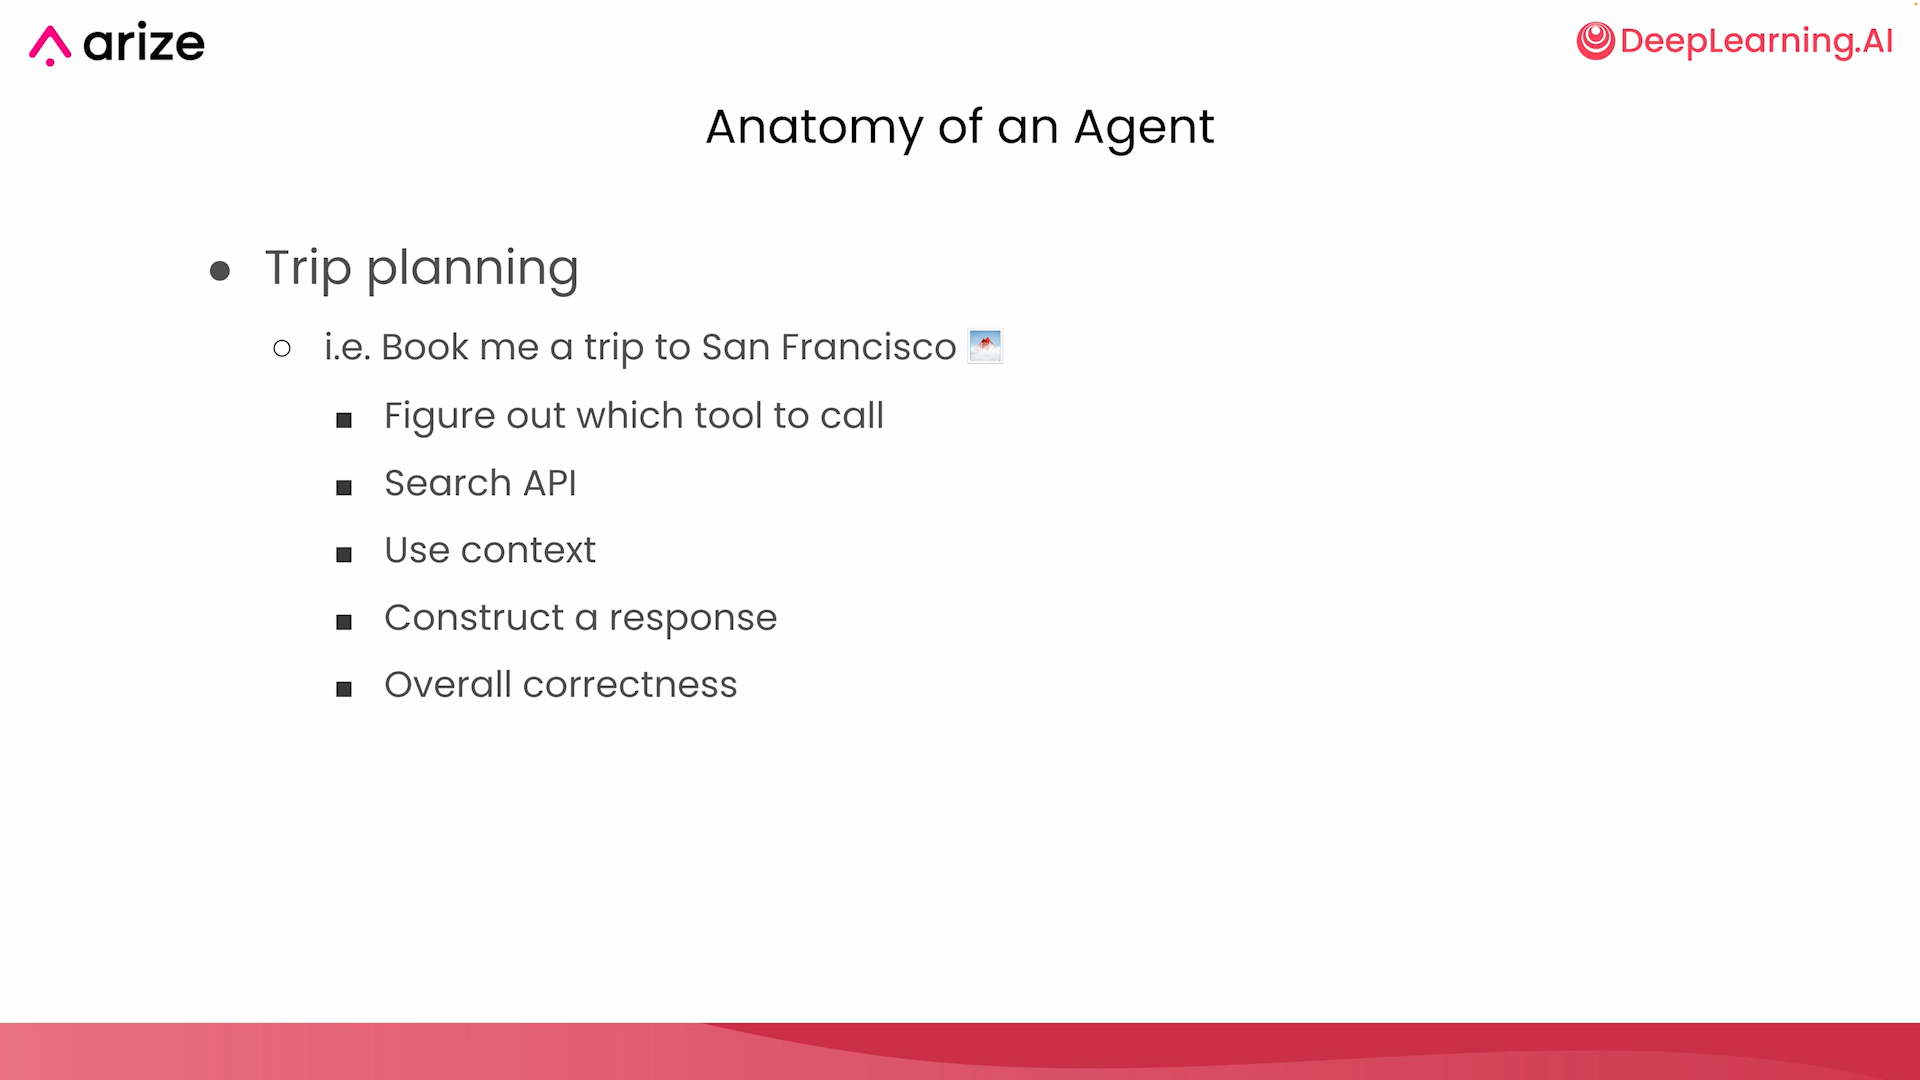 arize
DeepLearning.AI
Anatomy of an Agent
● Trip planning
○ i.e. Book me a trip to San Francisco 🌁
■ Figure out which tool to call
■ Search API
■ Use context
■ Construct a response
■ Overall correctness